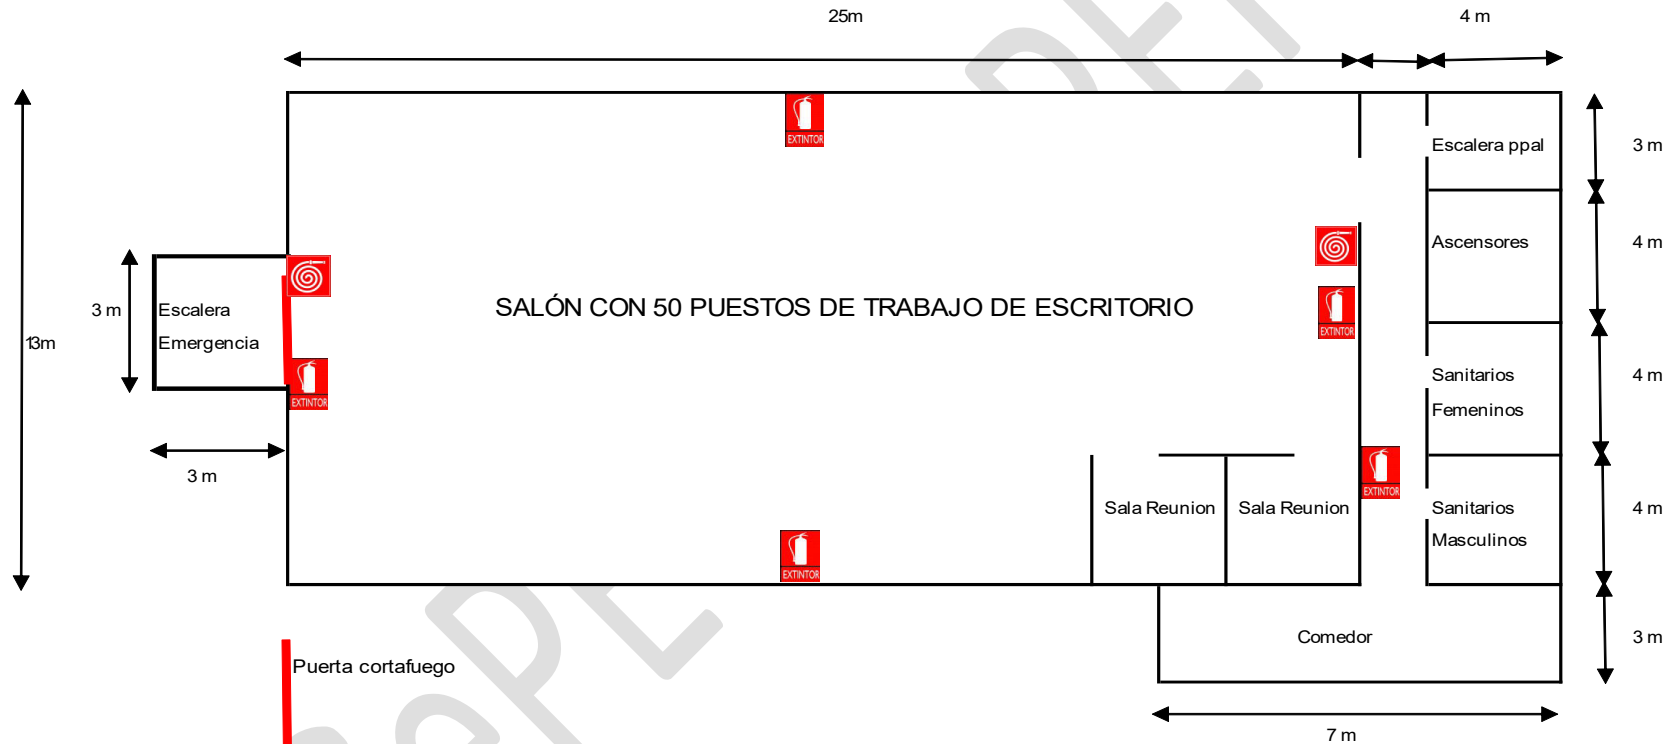 25m
4 m
EXTINTOR
Escalera ppal
3 m
Ascensores
4 m
3 m
Escalera
Emergencia
SALÓN CON 50 PUESTOS DE TRABAJO DE ESCRITORIO
EXTINTOR
13m
EXTINTOR
Sanitarios
Femeninos
4 m
3 m
EXTINTOR
Sala Reunion
Sala Reunion
Sanitarios
Masculinos
4 m
EXTINTOR
Comedor
3 m
Puerta cortafuego
7 m